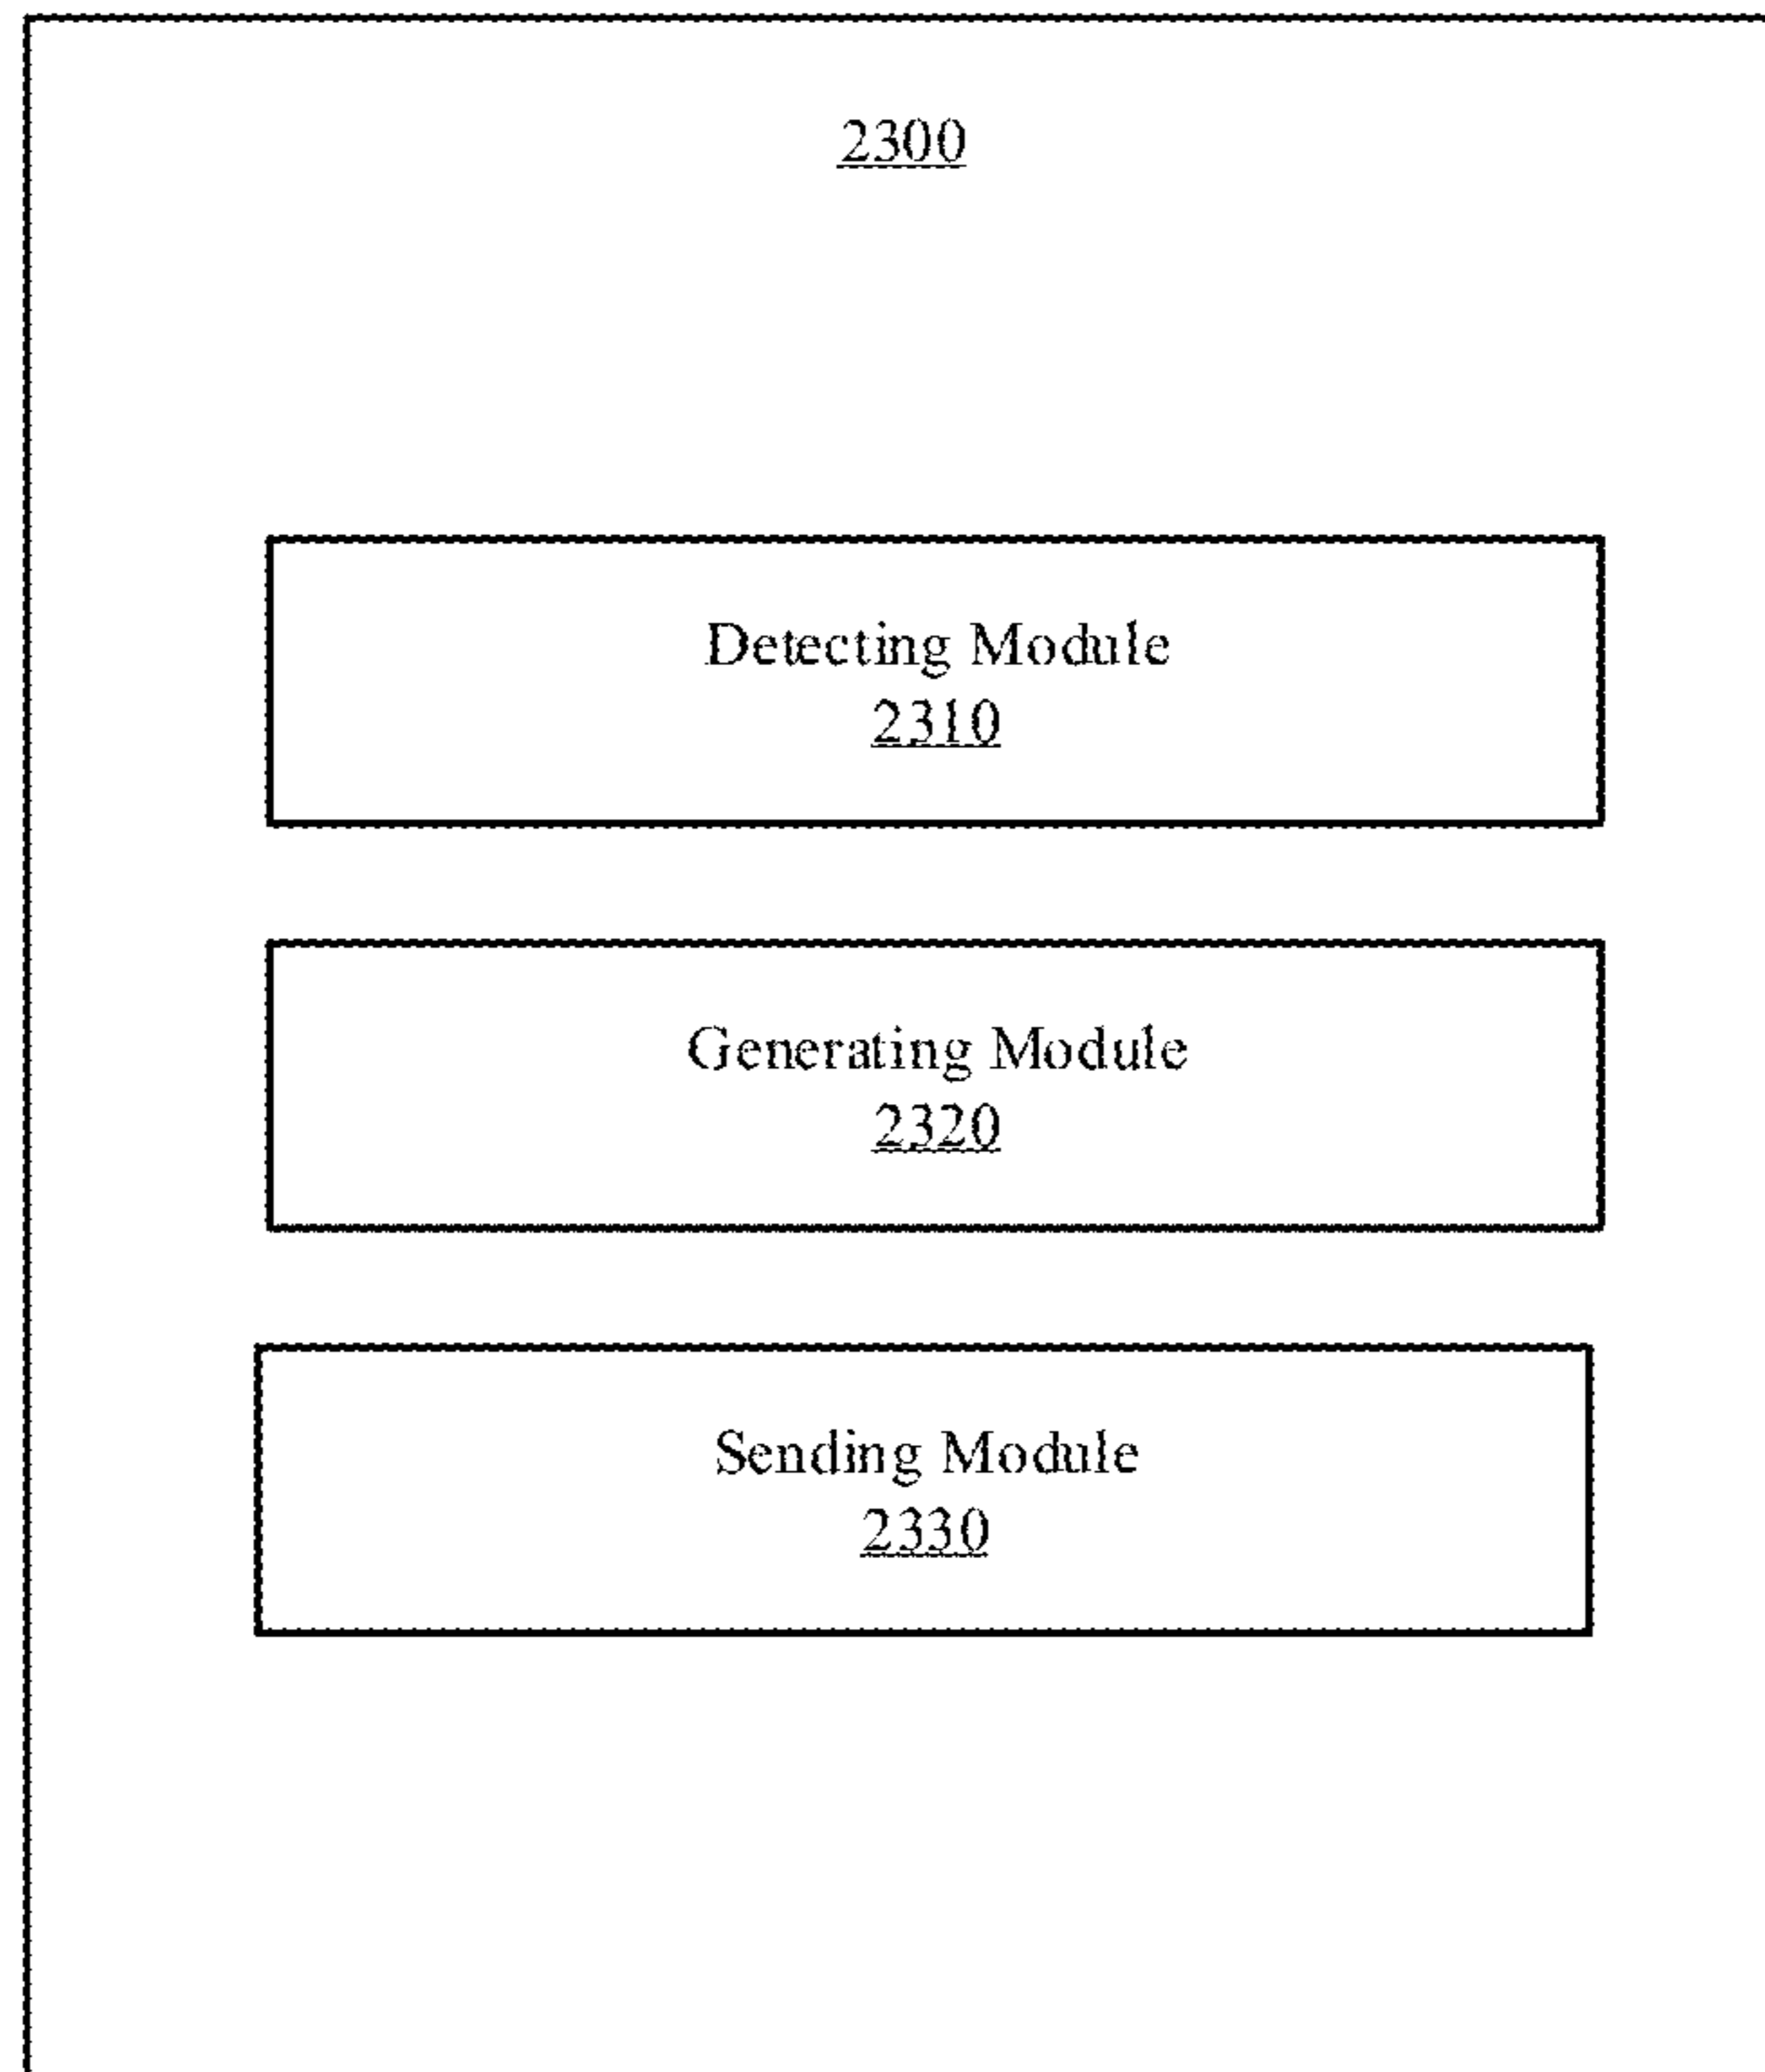 2300
Detecting Module
2310
Generating Module
2320
Sending Module
2330